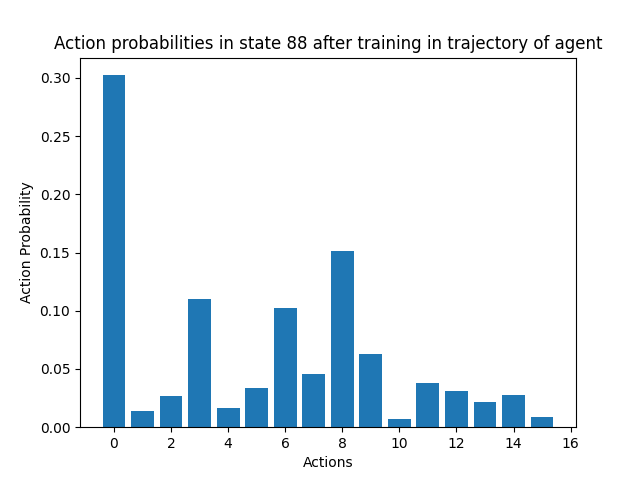 Action probabilities in state 88 after training in trajectory of agent
0.30
0.25
0.20
0.15
0.10
0.05
0.00
Action Probability
0 2 4 6 8 10 12 14 16
Actions